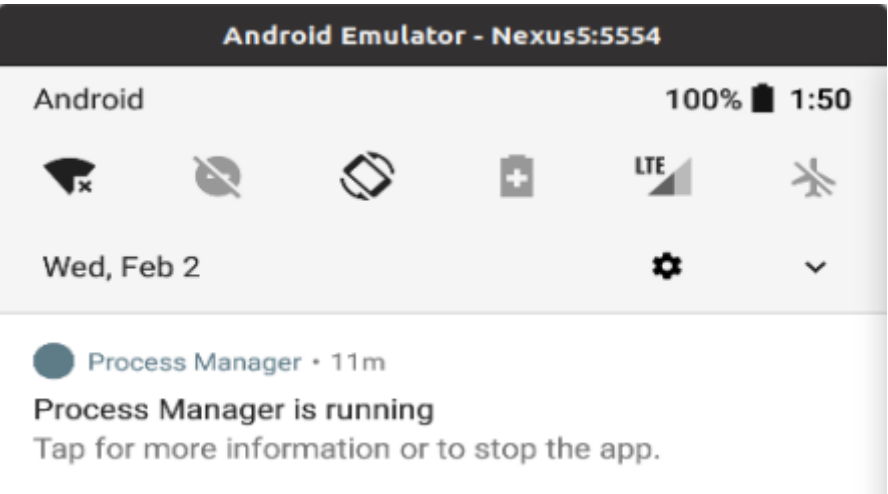 Android Emulator - Nexus5:5554
Android 100% 1:50
LTE
Wed, Feb 2
Process Manager • 11m
Process Manager is running
Tap for more information or to stop the app.